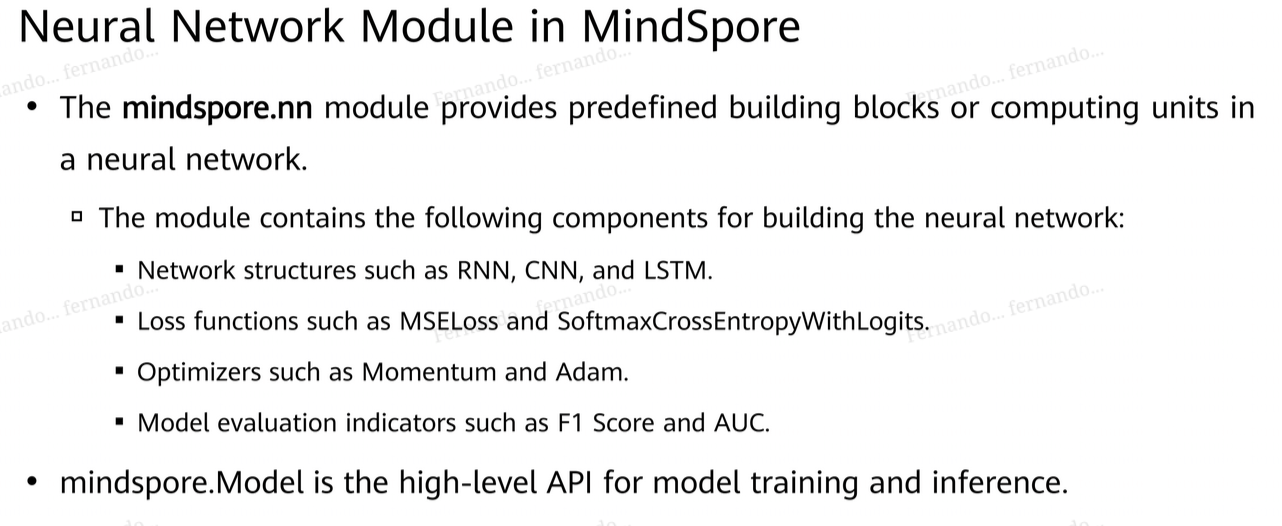 Neural Network Module in MindSpore
ando... fernando...
Fernando... fernando...
Fernando... fernando...
• The mindspore.nn module provides predefined building blocks or computing units in
a neural network.
▫ The module contains the following components for building the neural network:
▪ Network structures such as RNN, CNN, and LSTM.
ando... fernando...
Fernando... fernando...
Fernando... fernando...
▪ Loss functions such as MSELoss and SoftmaxCrossEntropyWithLogits.
▪ Optimizers such as Momentum and Adam.
▪ Model evaluation indicators such as F1 Score and AUC.
• mindspore.Model is the high-level API for model training and inference.